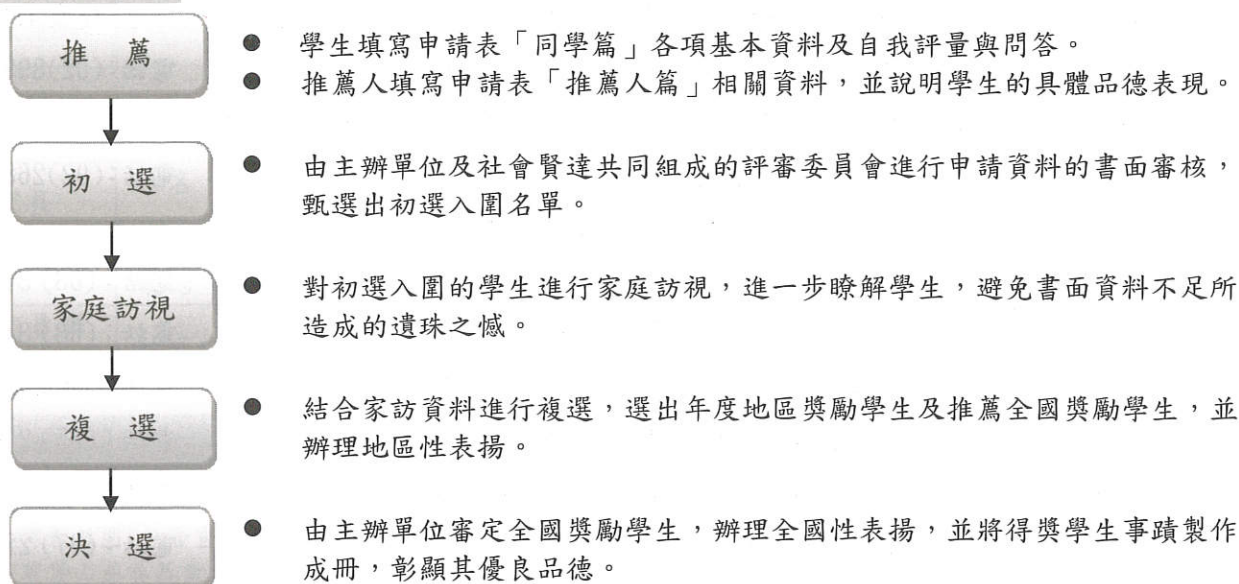 推 薦
● 學生填寫申請表「同學篇」各項基本資料及自我評量與問答。
● 推薦人填寫申請表「推薦人篇」相關資料，並說明學生的具體品德表現。
初 選
● 由主辦單位及社會賢達共同組成的評審委員會進行申請資料的書面審核，
甄選出初選入圍名單。
家庭訪視
● 對初選入圍的學生進行家庭訪視，進一步瞭解學生，避免書面資料不足所
造成的遺珠之憾。
複 選
● 結合家訪資料進行複選，選出年度地區獎勵學生及推薦全國獎勵學生，並
辦理地區性表揚。
決 選
● 由主辦單位審定全國獎勵學生，辦理全國性表揚，並將得獎學生事蹟製作
成冊，彰顯其優良品德。